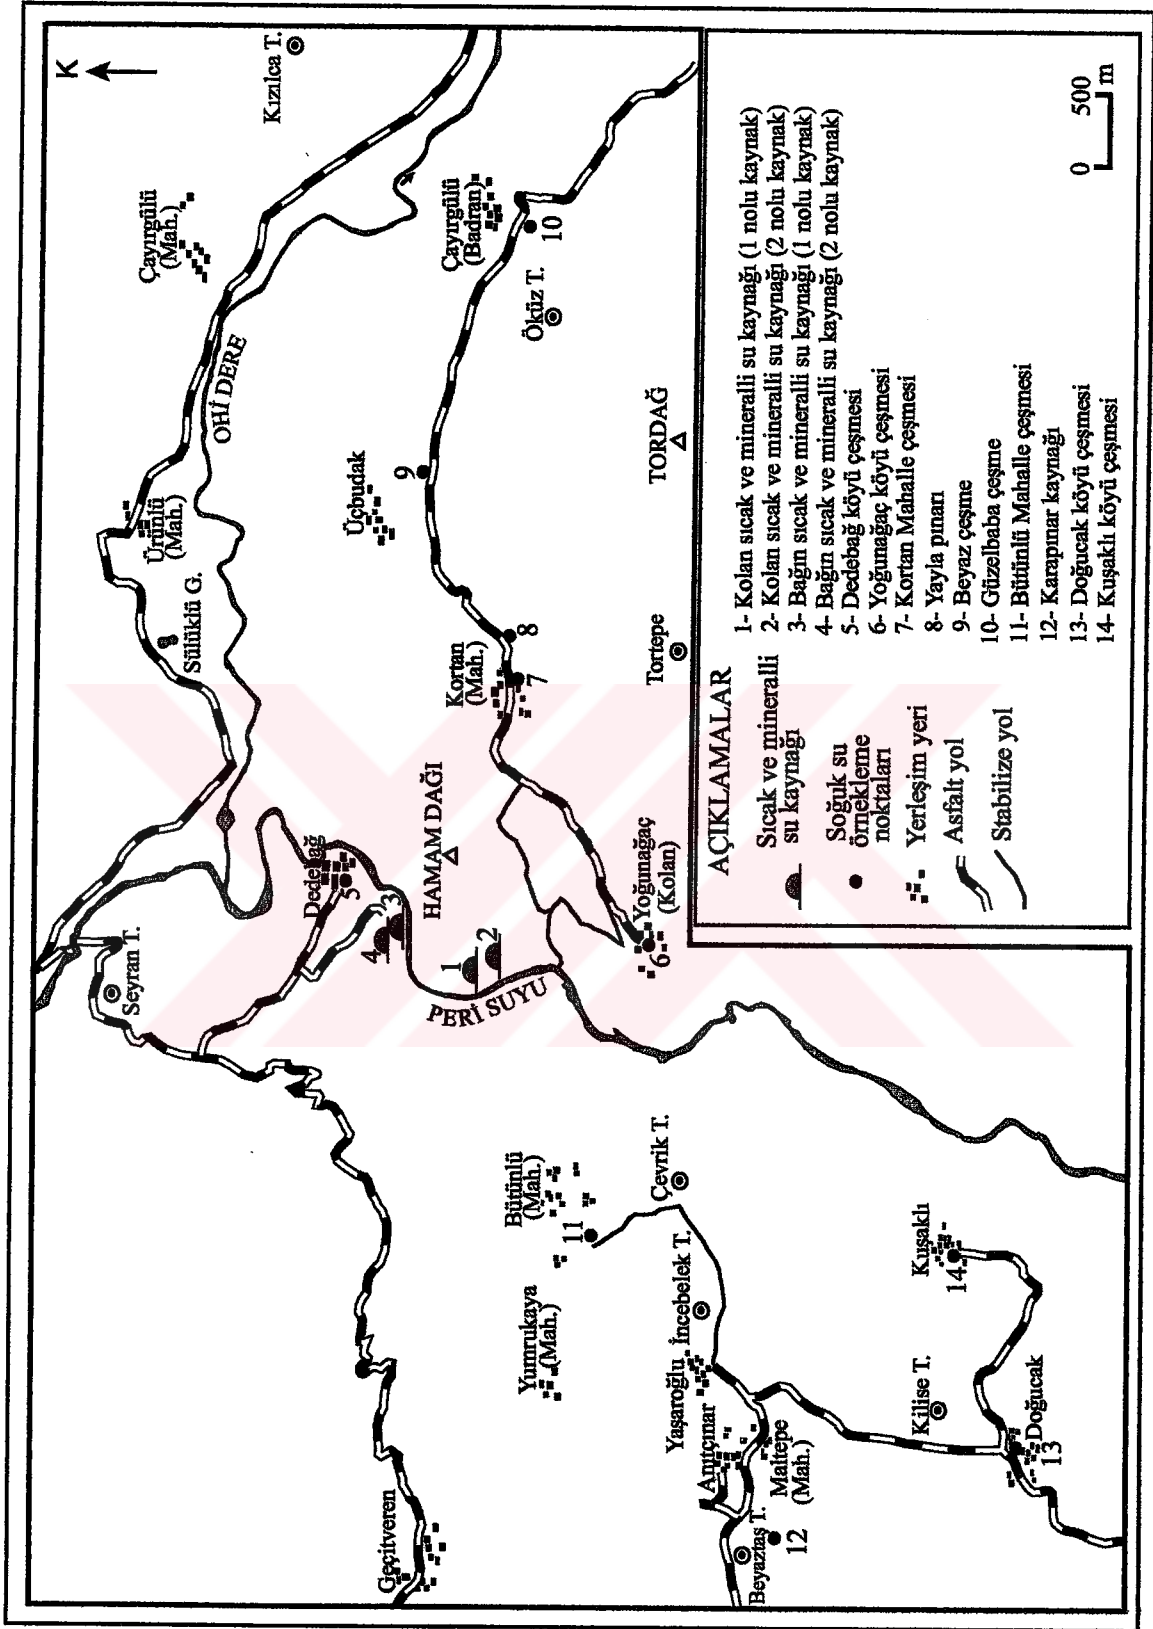 K
Kızılca T.
Çayırgülü
(Mah.)
OHİ DERE
Ürünlü
(Mah.)
Sülüklü G.
Üçbudak
9
Çayırgülü
(Badran)
10
Öküz T.
TORDAĞ
Tortepe
8
Kortan
(Mah.)
7
HAMAM DAĞI
Dedebağ
5
3
4
Seyran T.
1
2
PERİ SUYU
Yoğunağaç
(Kolan)
6
Bütünlü
(Mah.)
11
Çevrik T.
Yumrukaya
(Mah.)
İncebelek T.
Yaşaroğlu
Anıtçınar
Maltepe
(Mah.)
Beyaztaş T.
12
Geçitveren
Kuşaklı
14
Kilise T.
Doğucak
13
AÇIKLAMALAR
Sıcak ve mineralli
su kaynağı
Soğuk su
örnekleme
noktaları
Yerleşim yeri
Asfalt yol
Stabilize yol
1- Kolan sıcak ve mineralli su kaynağı (1 nolu kaynak)
2- Kolan sıcak ve mineralli su kaynağı (2 nolu kaynak)
3- Bağın sıcak ve mineralli su kaynağı (1 nolu kaynak)
4- Bağın sıcak ve mineralli su kaynağı (2 nolu kaynak)
5- Dedebağ köyü çeşmesi
6- Yoğunağaç köyü çeşmesi
7- Kortan Mahalle çeşmesi
8- Yayla pınarı
9- Beyaz çeşme
10- Güzelbaba çeşme
11- Bütünlü Mahalle çeşmesi
12- Karapınar kaynağı
13- Doğucak köyü çeşmesi
14- Kuşaklı köyü çeşmesi
0 500 m